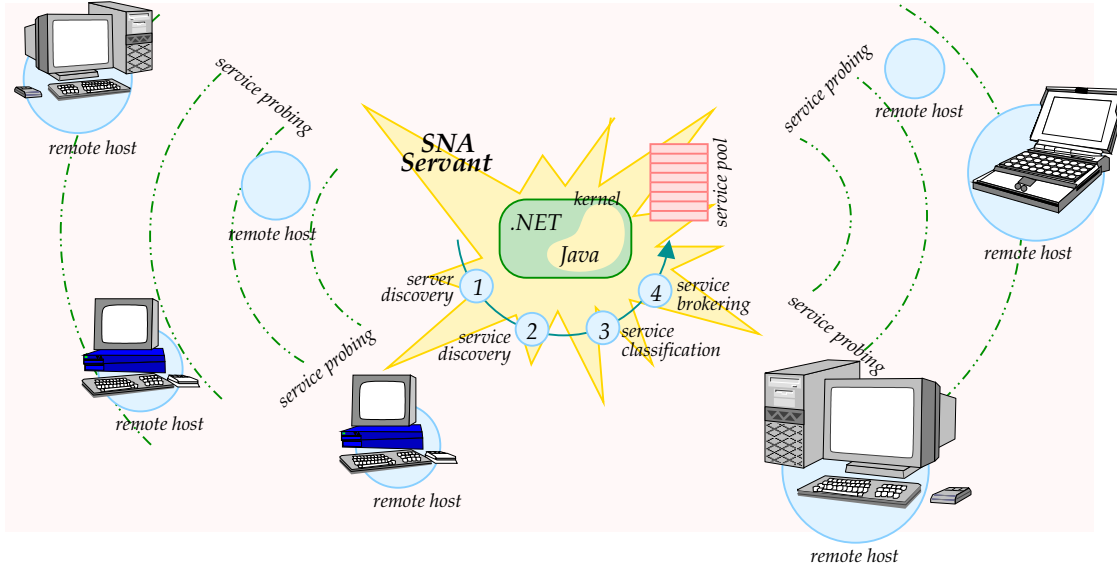 service probing
service probing
remote host
remote host
SNA
Servant
service pool
kernel
.NET
Java
remote host
remote host
server
discovery
1
4
service
brokering
2
3
service
discovery
service
classification
service probing
service probing
remote host
remote host
remote host